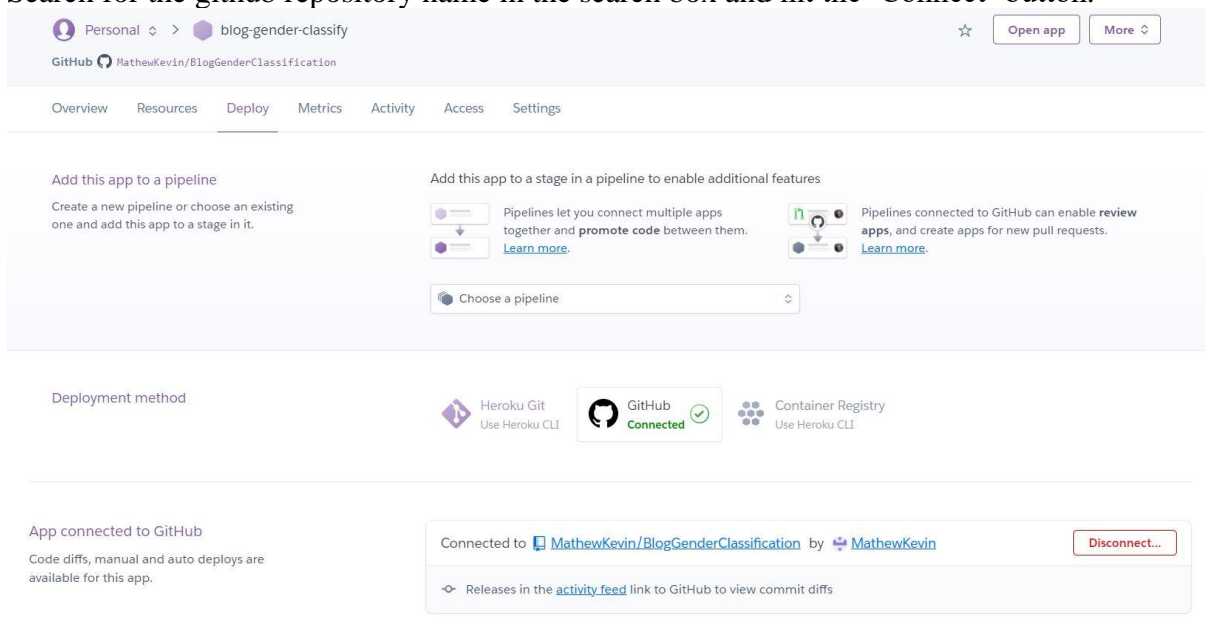 Search for the github repository name in the search box and hit the "Connect" button.
Personal > blog-gender-classify
Open app
More
GitHub MathewKevin/BlogGenderClassification
Overview Resources Deploy Metrics Activity Access Settings
Add this app to a pipeline
Create a new pipeline or choose an existing
one and add this app to a stage in it.
Add this app to a stage in a pipeline to enable additional features
Pipelines let you connect multiple apps
together and promote code between them.
Learn more.
Pipelines connected to GitHub can enable review
apps, and create apps for new pull requests.
Learn more.
Choose a pipeline
Deployment method
Heroku Git
Use Heroku CLI
GitHub
Connected
Container Registry
Use Heroku CLI
App connected to GitHub
Code diffs, manual and auto deploys are
available for this app.
Connected to MathewKevin/BlogGenderClassification by MathewKevin
Disconnect...
Releases in the activity feed link to GitHub to view commit diffs